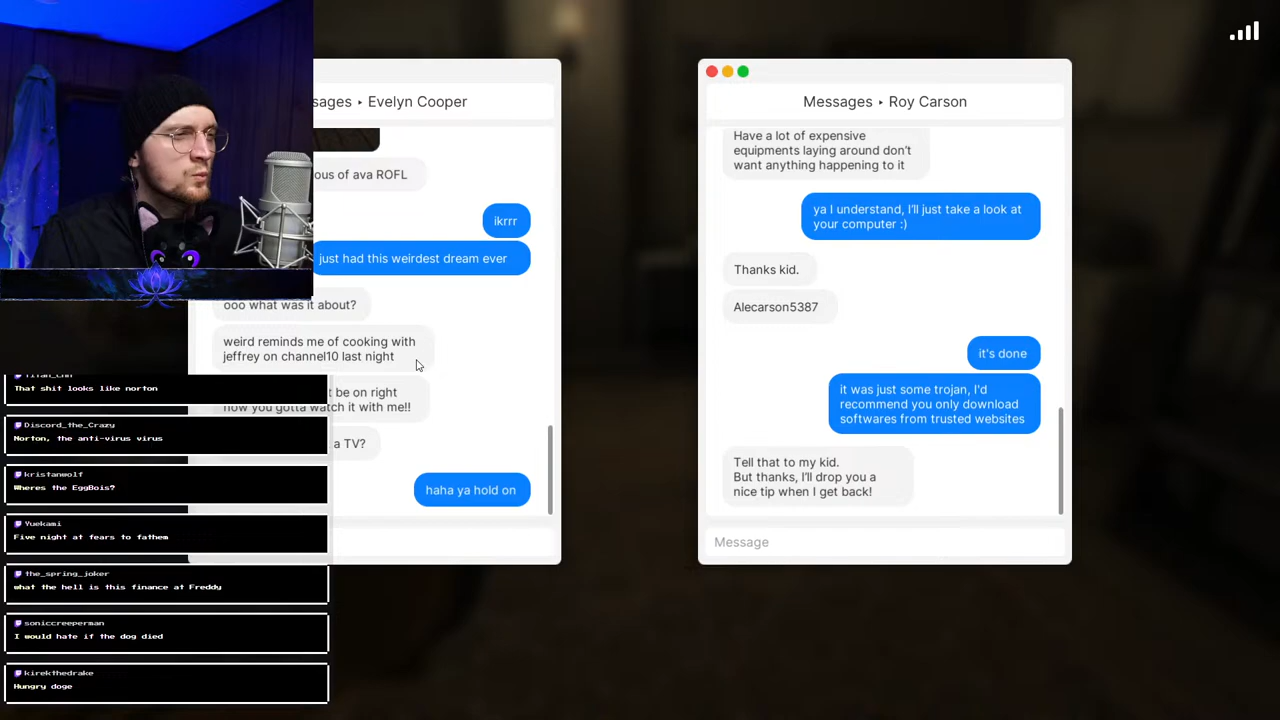 sages ▸ Evelyn Cooper
ous of ava ROFL
ikrrr
just had this weirdest dream ever
ooo what was it about?
weird reminds me of cooking with
jeffrey on channel10 last night
t be on right
now you gotta watch it with me!!
a TV?
haha ya hold on
Messages ▸ Roy Carson
Have a lot of expensive
equipments laying around don't
want anything happening to it
ya I understand, I'll just take a look at
your computer :)
Thanks kid.
Alecarson5387
it's done
it was just some trojan, I'd
recommend you only download
softwares from trusted websites
Tell that to my kid.
But thanks, I'll drop you a
nice tip when I get back!
Message
That shit looks like norton
Discord_the_Crazy
Norton, the anti-virus virus
kristanwolf
Wheres the EggBois?
Yuekami
Five night at fears to fathem
the_spring_joker
what the hell is this finance at Freddy
soniccreeperman
I would hate if the dog died
kirekthedrake
Hungry doge